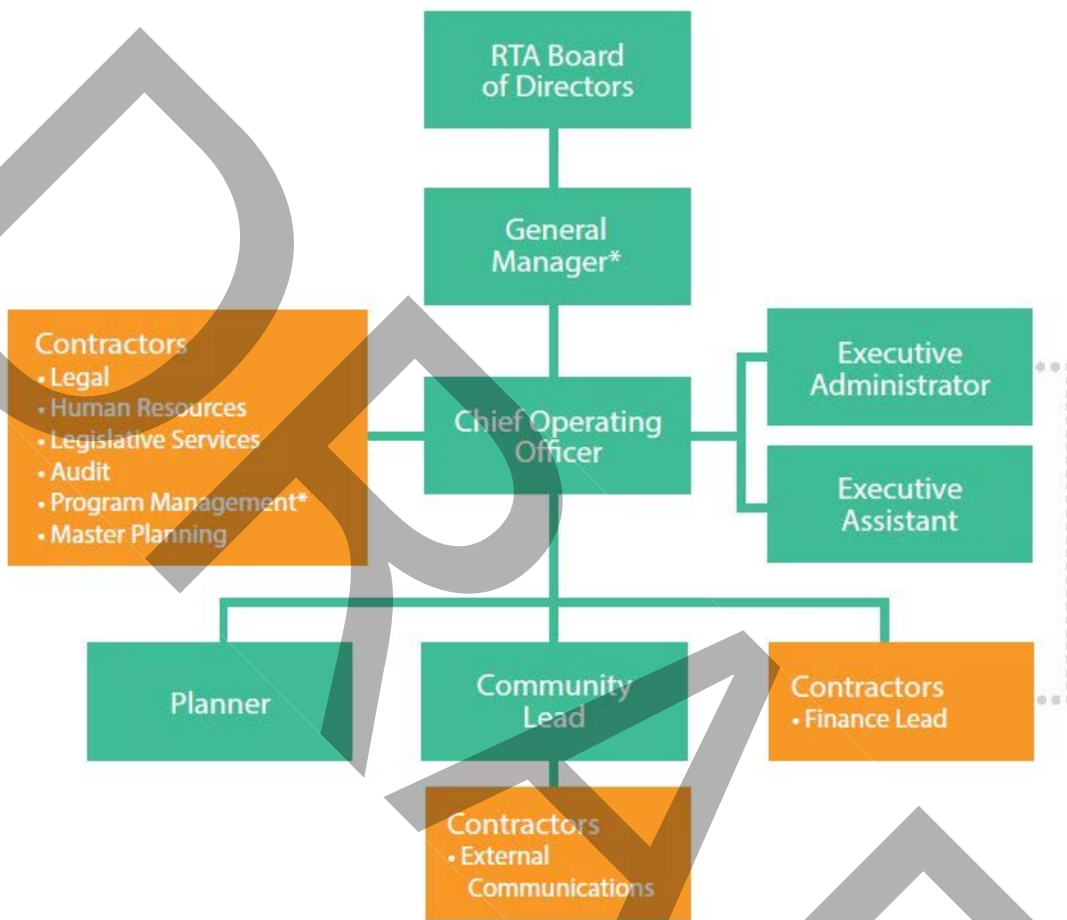 RTA Board
of Directors
General
Manager*
Contractors
• Legal
• Human Resources
• Legislative Services
• Audit
• Program Management*
• Master Planning
Chief Operating
Officer
Executive
Administrator
Executive
Assistant
Planner
Community
Lead
Contractors
• Finance Lead
Contractors
• External
Communications
DRA